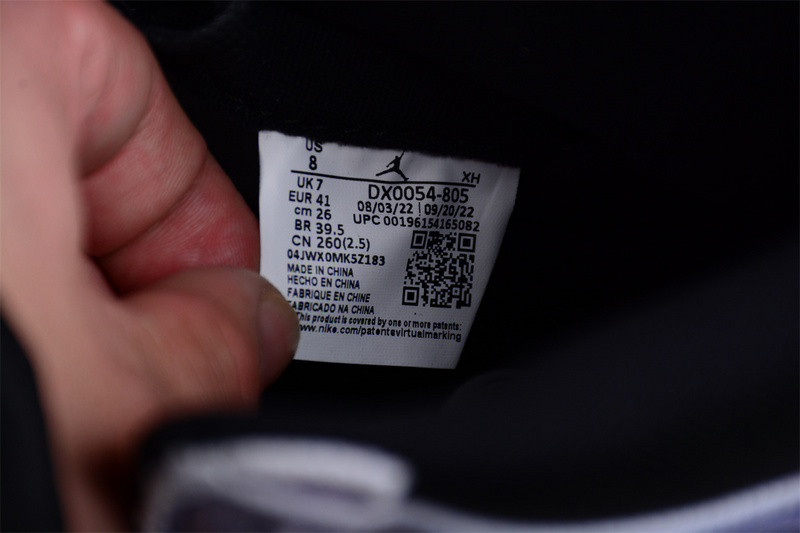 US
8
XH
UK 7
EUR 41
cm 26
BR 39.5
CN 260(2.5)
04JWX0MK5Z183
DX0054-805
08/03/22 | 09/20/22
UPC 00196154165082
MADE IN CHINA
HECHO EN CHINA
FABRIQUE EN CHINE
FABRICADO NA CHINA
This product is covered by one or more patents:
www.nike.com/patentsvirtualmarking